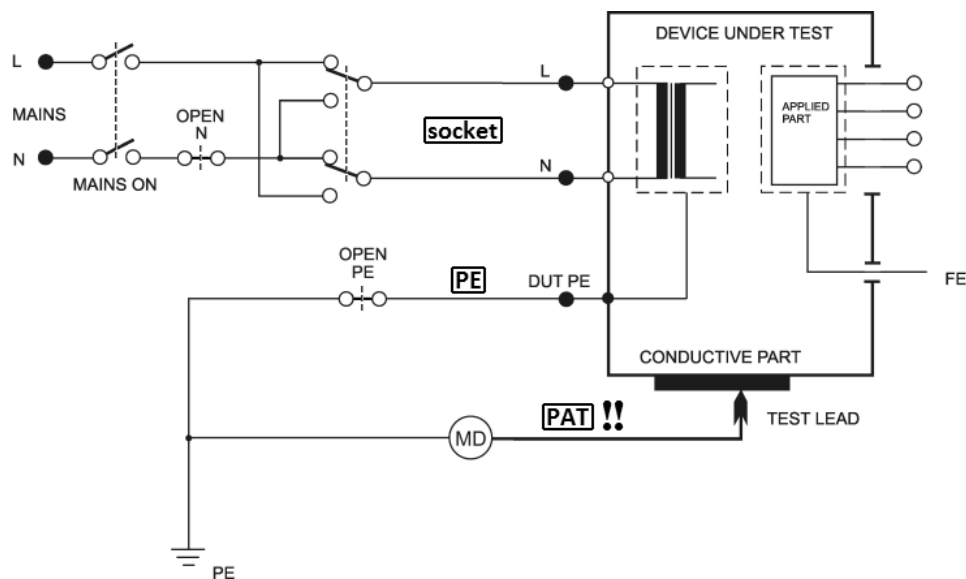 DEVICE UNDER TEST
L
L
MAINS
OPEN
N
socket
APPLIED
PART
N
N
MAINS ON
OPEN
PE
PE
DUT PE
FE
CONDUCTIVE PART
PAT !!
TEST LEAD
MD
PE